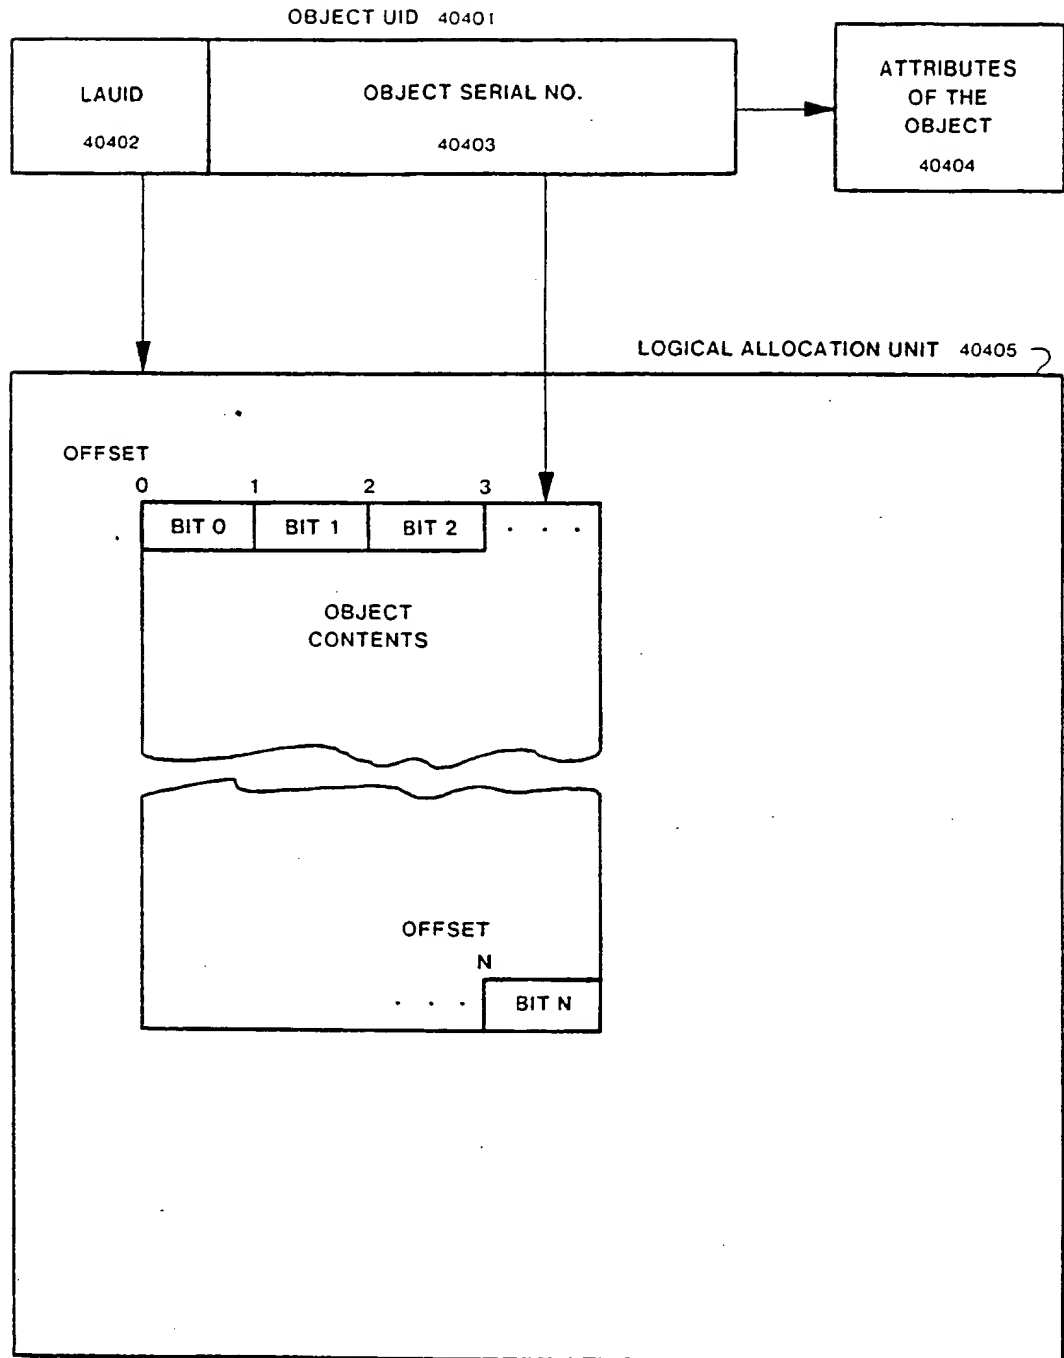 OBJECT UID 40401
LAUID
40402
OBJECT SERIAL NO.
40403
ATTRIBUTES
OF THE
OBJECT
40404
LOGICAL ALLOCATION UNIT 40405
OFFSET
0 1 2 3
BIT 0 BIT 1 BIT 2 . . .
OBJECT
CONTENTS
OFFSET
N
. . . BIT N